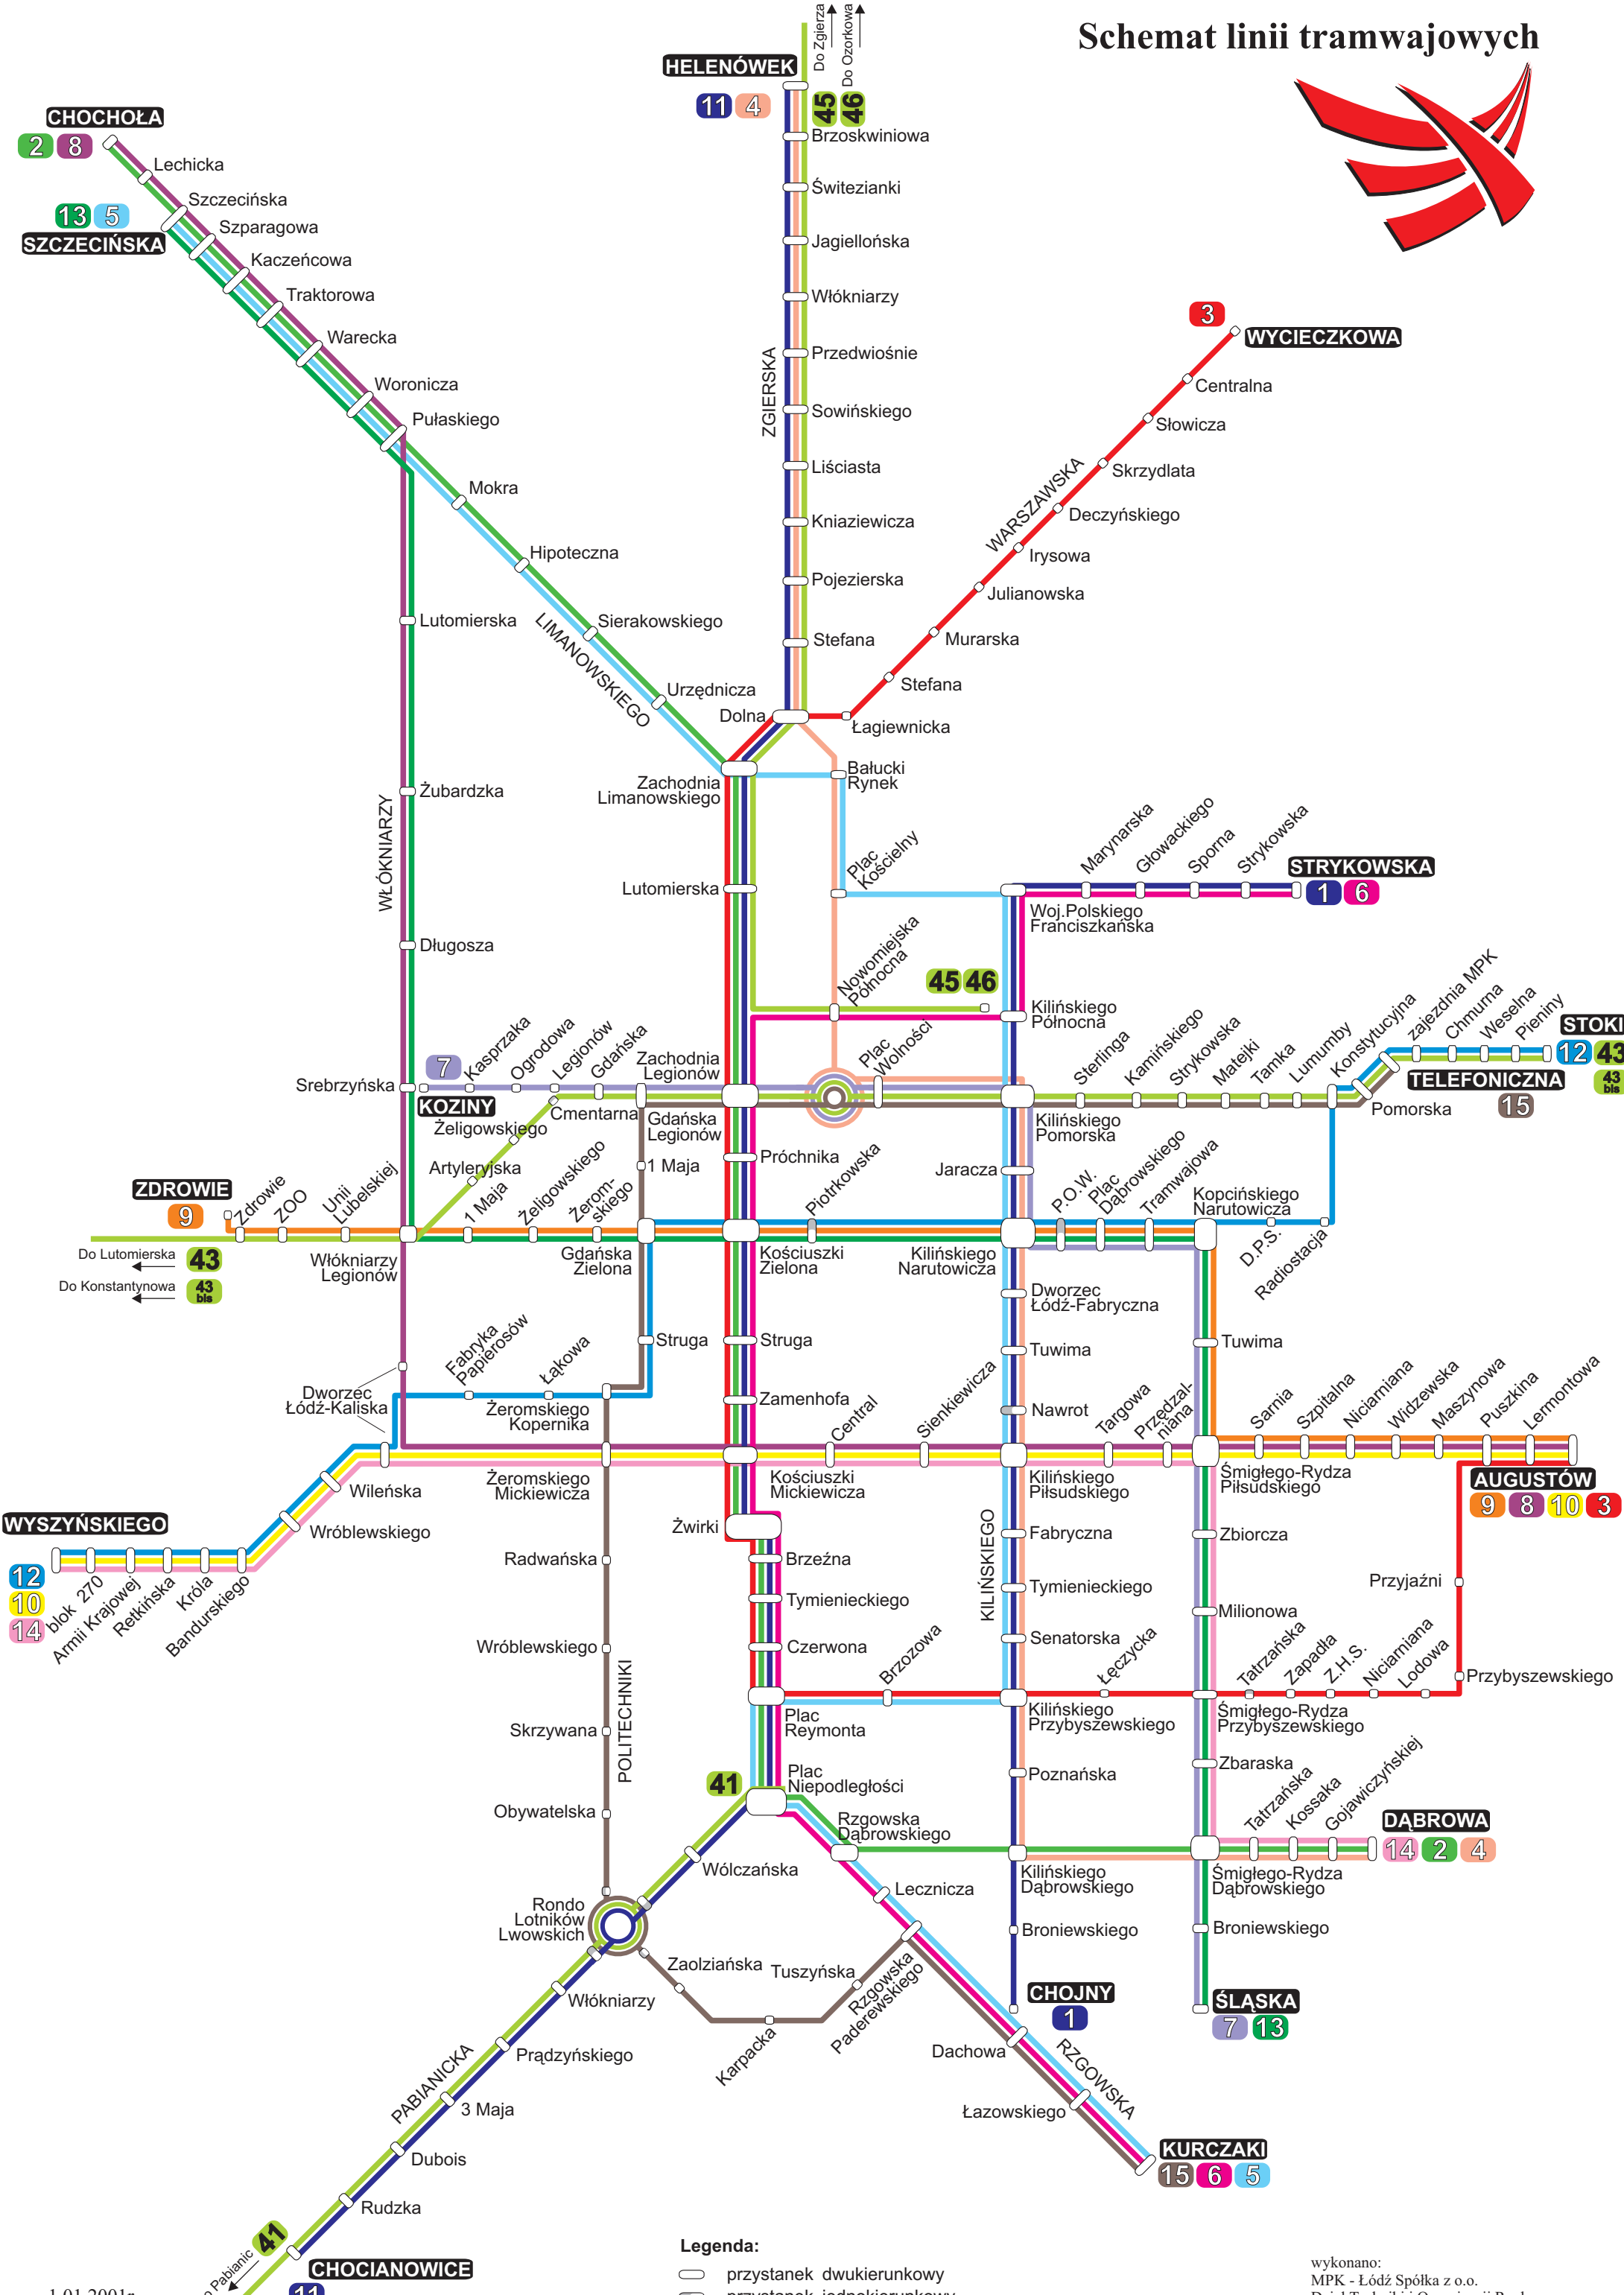 Schemat linii tramwajowych
Do Zgierza
Do Ozorkowa
HELENÓWEK
11 4
45
46
Brzoskwiniowa
Świtezianki
Jagiellońska
Włókniarzy
Przedwiośnie
Sowińskiego
Liściasta
Kniaziewicza
Pojezierska
Stefana
ZGIERSKA
CHOCHOŁA
2 8
Lechicka
Szczecińska
13 5
SZCZECIŃSKA
Szparagowa
Kaczeńcowa
Traktorowa
Warecka
Woronicza
Pułaskiego
Mokra
Hipoteczna
Sierakowskiego
LIMANOWSKIEGO
Urzędnicza
3
WYCIECZKOWA
Centralna
Słowicza
Skrzydlata
WARSZAWSKA
Deczyńskiego
Irysowa
Julianowska
Murarska
Stefana
Łagiewnicka
Dolna
Zachodnia
Limanowskiego
Bałucki
Rynek
Lutomierska
Żubardzka
WŁÓKNIARZY
Długosza
Lutomierska
Plac
Kościelny
Marynarska
Głowackiego
Sporna
Strykowska
STRYKOWSKA
1 6
Woj.Polskiego
Franciszkańska
Nowomiejska
Północna
45 46
Kilińskiego
Północna
Plac
Wolności
Sterlinga
Kamińskiego
Strykowska
Matejki
Tamka
Lumumby
Konstytucyjna
zajezdnia MPK
Chmurna
Weselna
Pieniny
STOKI
12 43
43
bis
TELEFONICZNA
15
Pomorska
Srebrzyńska
7
KOZINY
Kasprzaka
Ogrodowa
Legionów
Gdańska
Zachodnia
Legionów
Cmentarna
Żeligowskiego
Artyleryjska
Gdańska
Legionów
1 Maja
Próchnika
Kilińskiego
Pomorska
Jaracza
ZDROWIE
9
Zdrowie
ZOO
Unii
Lubelskiej
1 Maja
Żeligowskiego
Żerom-
skiego
Piotrkowska
P.O.W.
Plac
Dąbrowskiego
Tramwajowa
Kopcińskiego
Narutowicza
D.P.S.
Radiostacja
Do Lutomierska
43
Do Konstantynowa
43
bis
Włókniarzy
Legionów
Gdańska
Zielona
Kościuszki
Zielona
Kilińskiego
Narutowicza
Dworzec
Łódź-Fabryczna
Tuwima
Nawrot
Tuwima
Struga
Struga
Zamenhofa
Fabryka
Papierosów
Łąkowa
Dworzec
Łódź-Kaliska
Żeromskiego
Kopernika
Central
Sienkiewicza
Targowa
Przędzal-
niana
Sarnia
Szpitalna
Niciarniana
Widzewska
Maszynowa
Puszkina
Lermontowa
AUGUSTÓW
9 8 10 3
Wileńska
Wróblewskiego
Żeromskiego
Mickiewicza
Kościuszki
Mickiewicza
Kilińskiego
Piłsudskiego
Śmigłego-Rydza
Piłsudskiego
WYSZYŃSKIEGO
12
10
14
blok 270
Armii Krajowej
Retkińska
Króla
Bandurskiego
Żwirki
Radwańska
Brzeźna
Tymienieckiego
Czerwona
Wróblewskiego
POLITECHNIKI
Skrzywana
Obywatelska
KILIŃSKIEGO
Fabryczna
Tymienieckiego
Senatorska
Zbiorcza
Milionowa
Przyjaźni
Przybyszewskiego
Brzozowa
Łęczycka
Tatrzańska
Zapadła
Z.H.S.
Niciarniana
Lodowa
Plac
Reymonta
Kilińskiego
Przybyszewskiego
Śmigłego-Rydza
Przybyszewskiego
Poznańska
Zbaraska
41
Plac
Niepodległości
Rzgowska
Dąbrowskiego
Tatrzańska
Kossaka
Gojawiczyńskiej
DĄBROWA
14 2 4
Wólczańska
Lecznicza
Kilińskiego
Dąbrowskiego
Śmigłego-Rydza
Dąbrowskiego
Rondo
Lotników
Lwowskich
Broniewskiego
Broniewskiego
Zaolziańska
Tuszyńska
Rzgowska
Paderewskiego
Karpacka
CHOJNY
1
ŚLĄSKA
7 13
Włókniarzy
Prądzyńskiego
PABIANICKA
3 Maja
Dubois
Rudzka
Dachowa
RZGOWSKA
Łazowskiego
KURCZAKI
15 6 5
41
Pabianic
CHOCIANOWICE
11
Legenda:
przystanek dwukierunkowy
przystanek jednokierunkowy
wykonano:
MPK - Łódź Spółka z o.o.
1.01.2001r